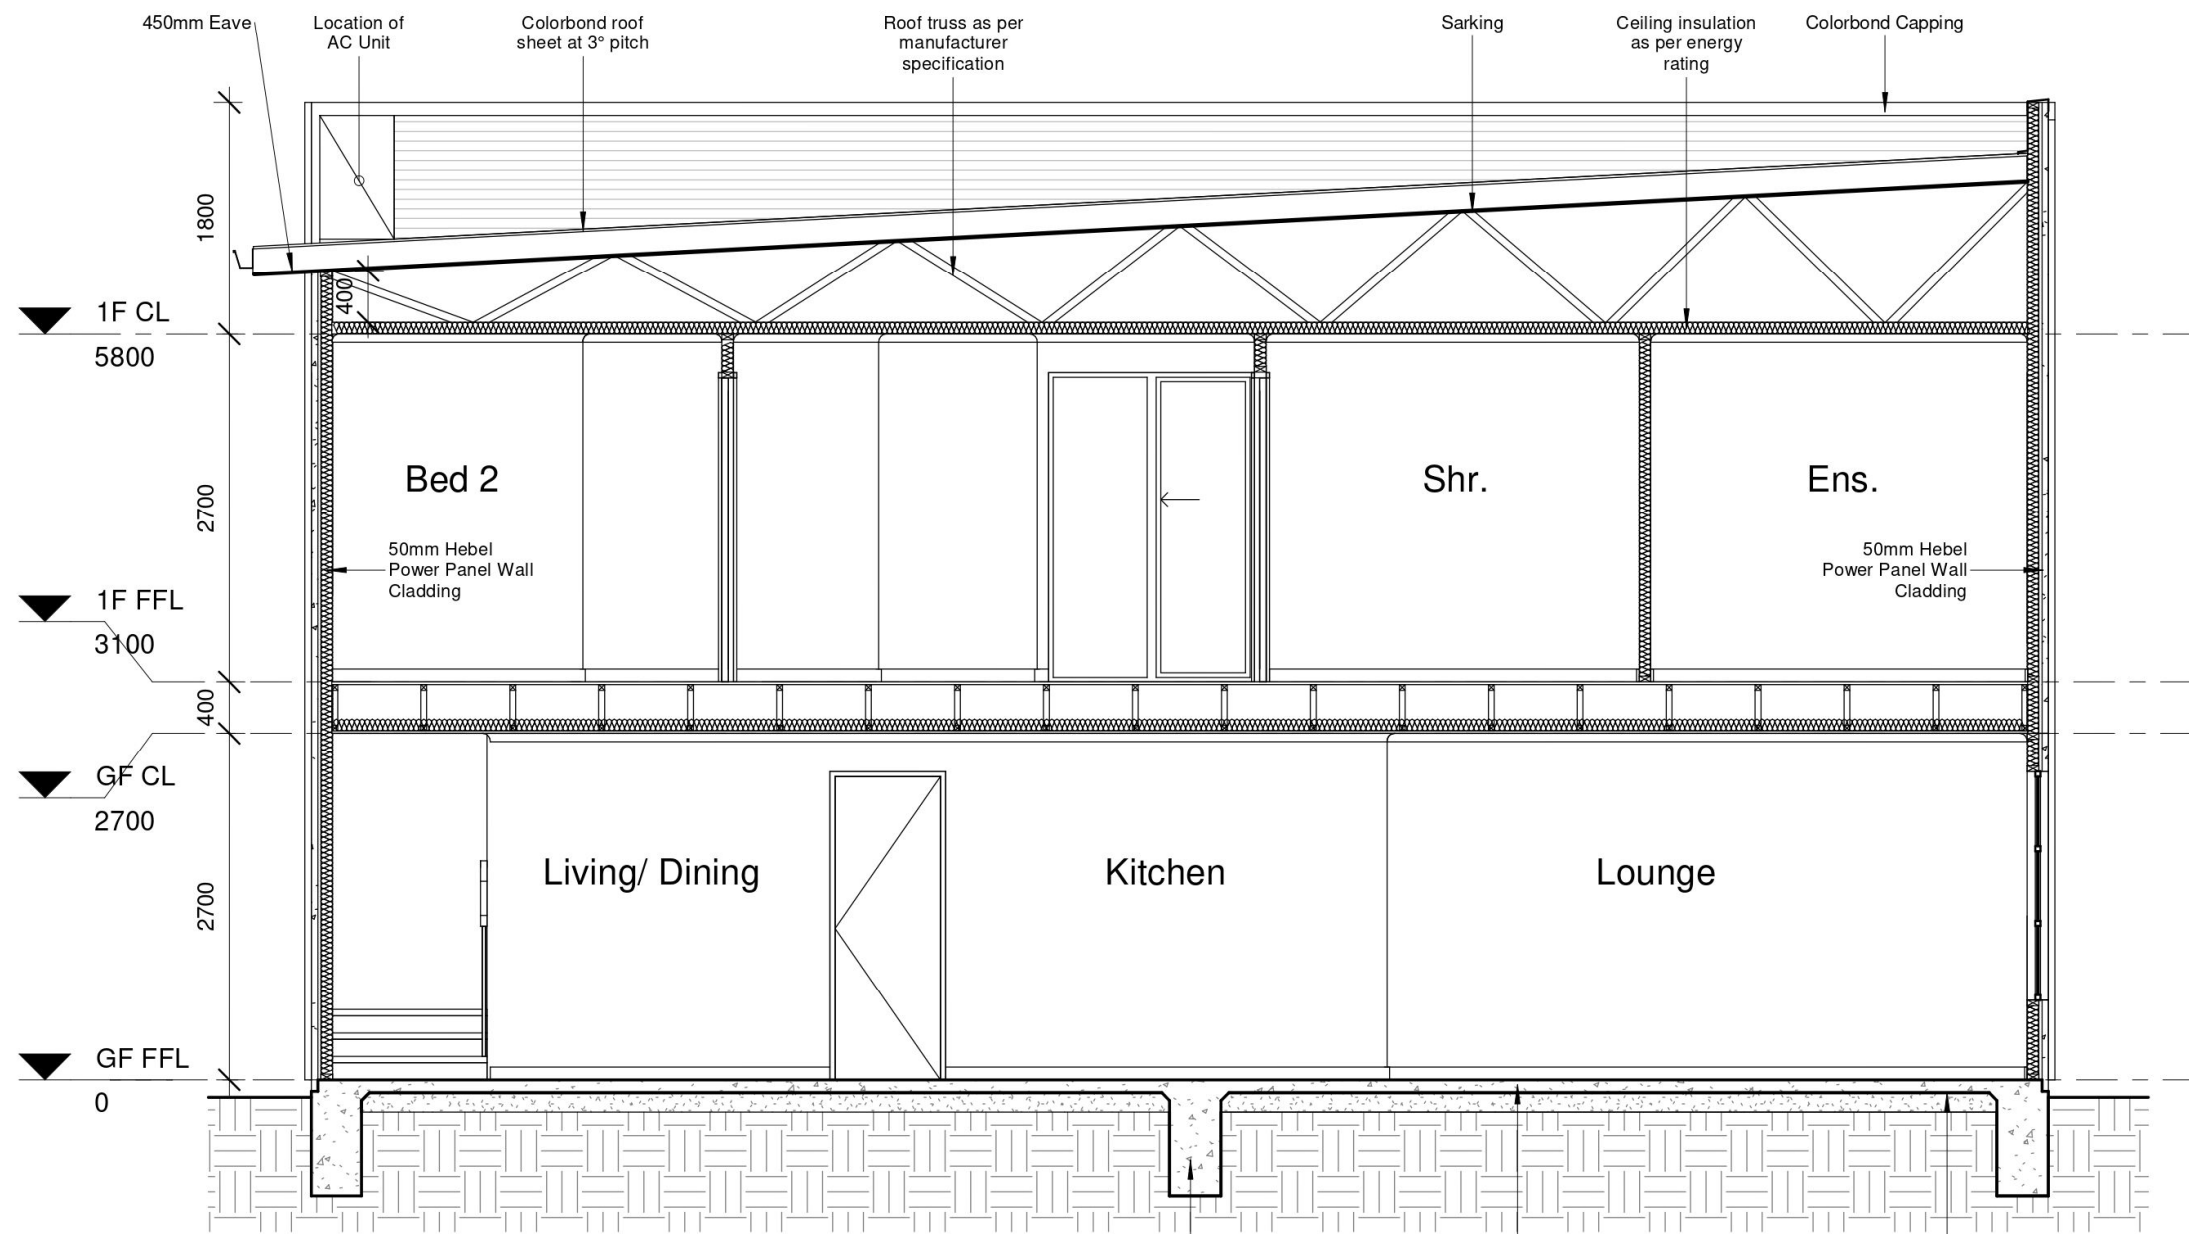 450mm Eave
Location of
AC Unit
Colorbond roof
sheet at 3° pitch
Roof truss as per
manufacturer
specification
Sarking
Ceiling insulation
as per energy
rating
Colorbond Capping
1800
400
1F CL
5800
2700
Bed 2
Shr.
Ens.
50mm Hebel
Power Panel Wall
Cladding
50mm Hebel
Power Panel Wall
Cladding
1F FFL
3100
400
GF CL
2700
2700
Living/ Dining
Kitchen
Lounge
GF FFL
0